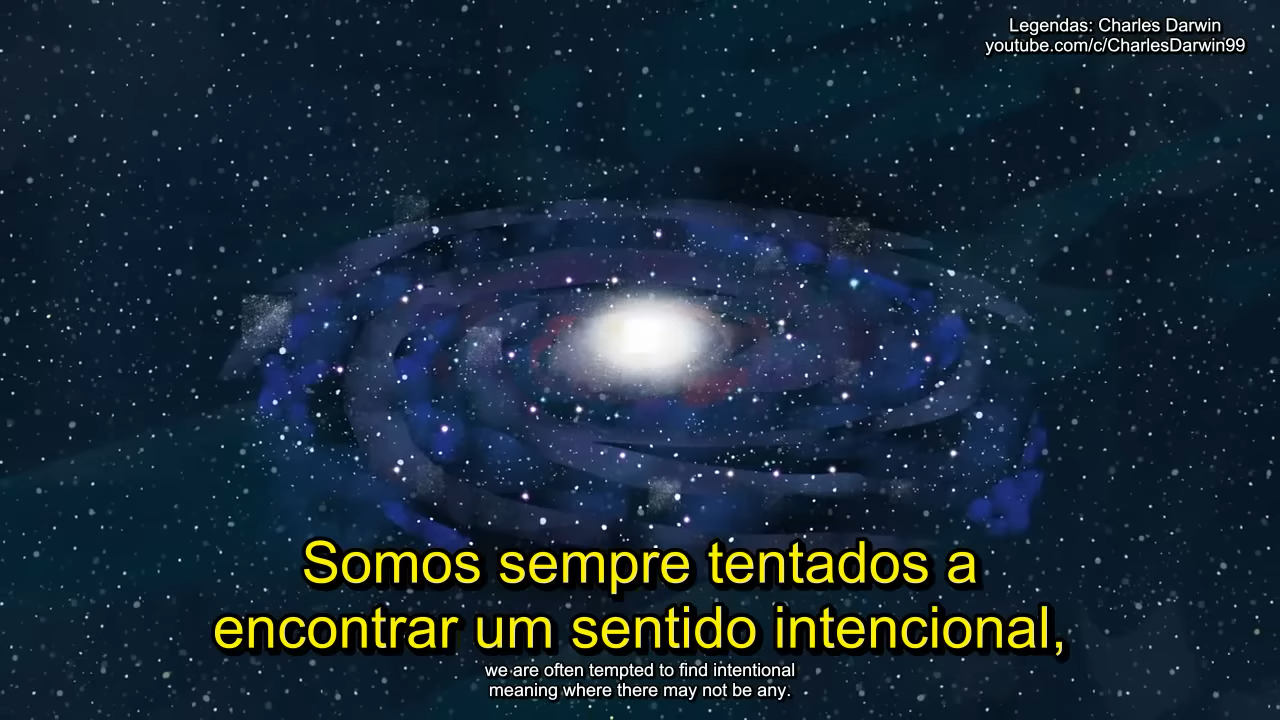 Legendas: Charles Darwin
youtube.com/c/CharlesDarwin99
Somos sempre tentados a
encontrar um sentido intencional,
we are often tempted to find intentional
meaning where there may not be any.